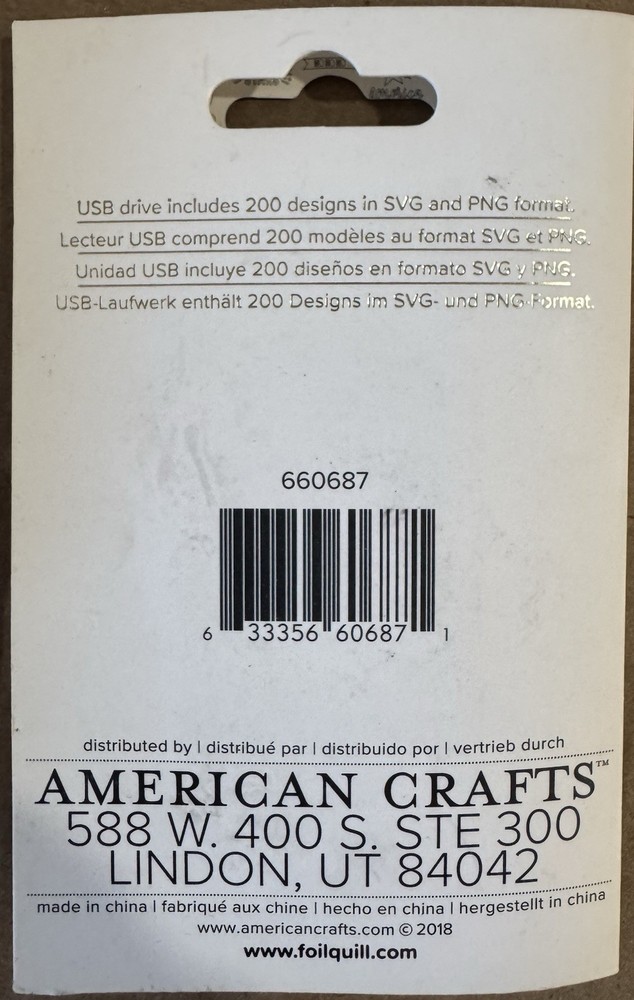 USB drive includes 200 designs in SVG and PNG format.
Lecteur USB comprend 200 modèles au format SVG et PNG.
Unidad USB incluye 200 diseños en formato SVG y PNG.
USB-Laufwerk enthält 200 Designs im SVG- und PNG-Format.
660687
6 33356 60687 1
distributed by | distribué par | distribuido por | vertrieb durch
AMERICAN CRAFTS™
588 W. 400 S. STE 300
LINDON, UT 84042
made in china | fabriqué aux chine | hecho en china | hergestellt in china
www.americancrafts.com © 2018
www.foilquill.com